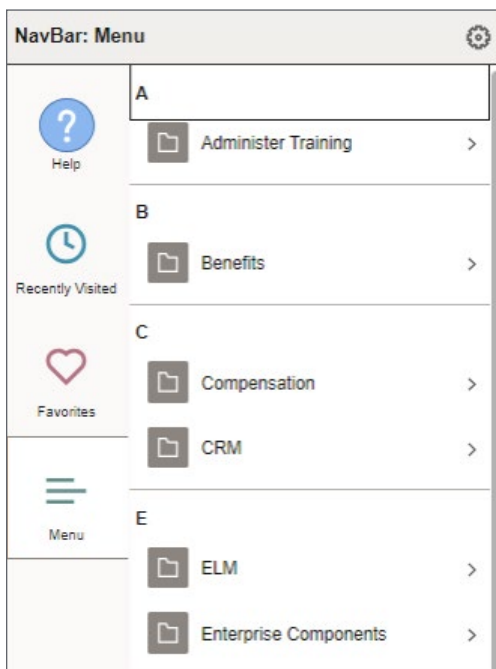 NavBar: Menu
?
Help
Recently Visited
Favorites
Menu
A
Administer Training
B
Benefits
C
Compensation
CRM
E
ELM
Enterprise Components